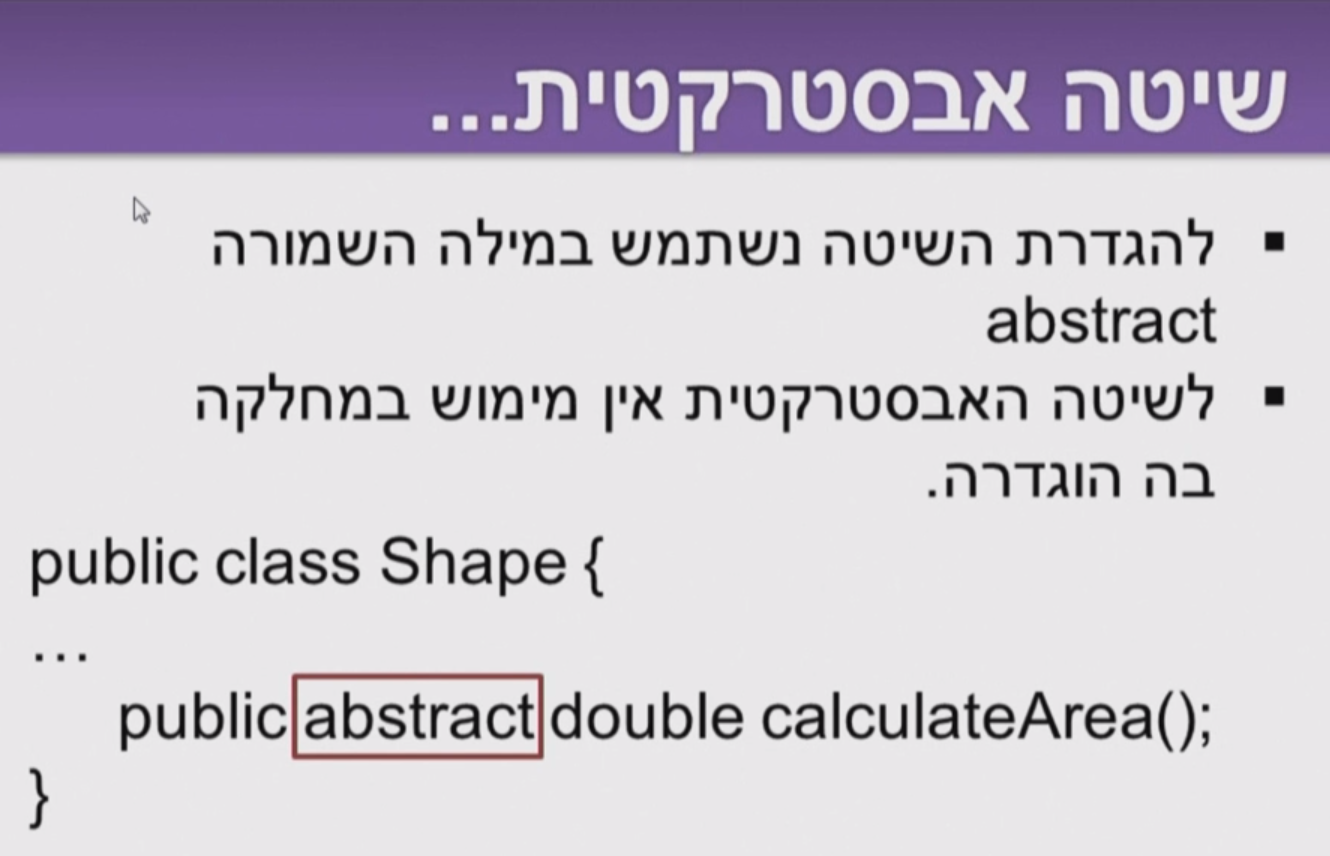 שיטה אבסטרקטית...
▪ להגדרת השיטה נשתמש במילה השמורה
abstract
▪ לשיטה האבסטרקטית אין מימוש במחלקה
בה הוגדרה.
public class Shape {
...
public abstract double calculateArea();
}